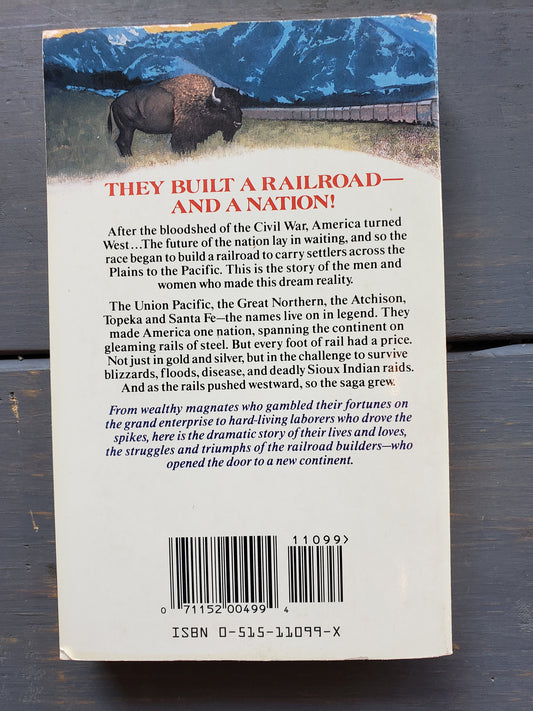 THEY BUILT A RAILROAD—
AND A NATION!
After the bloodshed of the Civil War, America turned
West...The future of the nation lay in waiting, and so the
race began to build a railroad to carry settlers across the
Plains to the Pacific. This is the story of the men and
women who made this dream reality.
The Union Pacific, the Great Northern, the Atchison,
Topeka and Santa Fe—the names live on in legend. They
made America one nation, spanning the continent on
gleaming rails of steel. But every foot of rail had a price.
Not just in gold and silver, but in the challenge to survive
blizzards, floods, disease, and deadly Sioux Indian raids.
And as the rails pushed westward, so the saga grew.
From wealthy magnates who gambled their fortunes on
the grand enterprise to hard-living laborers who drove the
spikes, here is the dramatic story of their lives and loves,
the struggles and triumphs of the railroad builders—who
opened the door to a new continent.
11099>
0 71152 00499 4
ISBN 0-515-11099-X